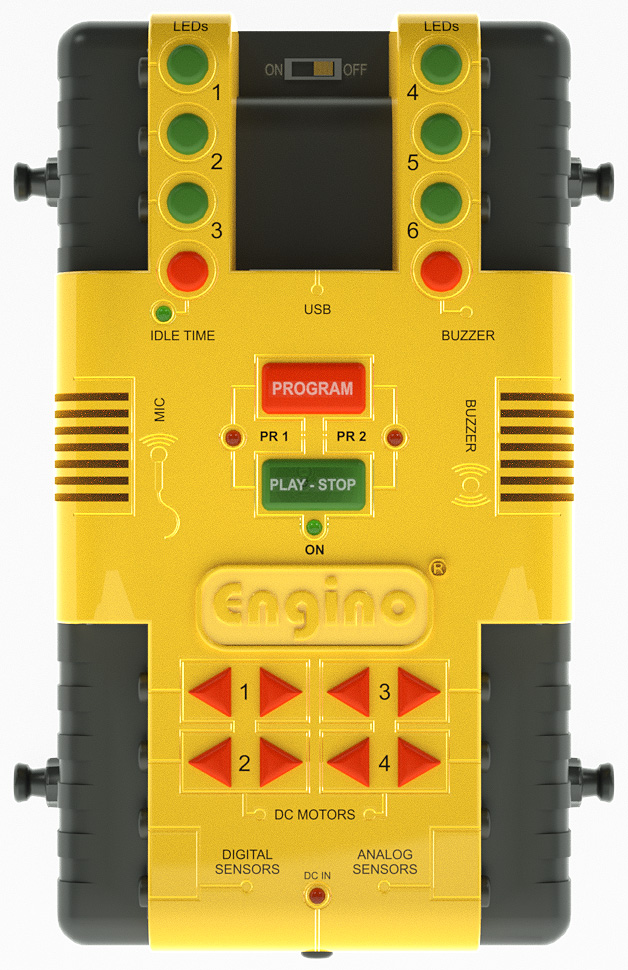 LEDs
LEDs
ON
OFF
1
4
2
5
3
6
USB
IDLE TIME
BUZZER
PROGRAM
MIC
BUZZER
PR 1
PR 2
PLAY - STOP
ON
Engino®
1
3
2
4
DC MOTORS
DIGITAL
SENSORS
ANALOG
SENSORS
DC IN